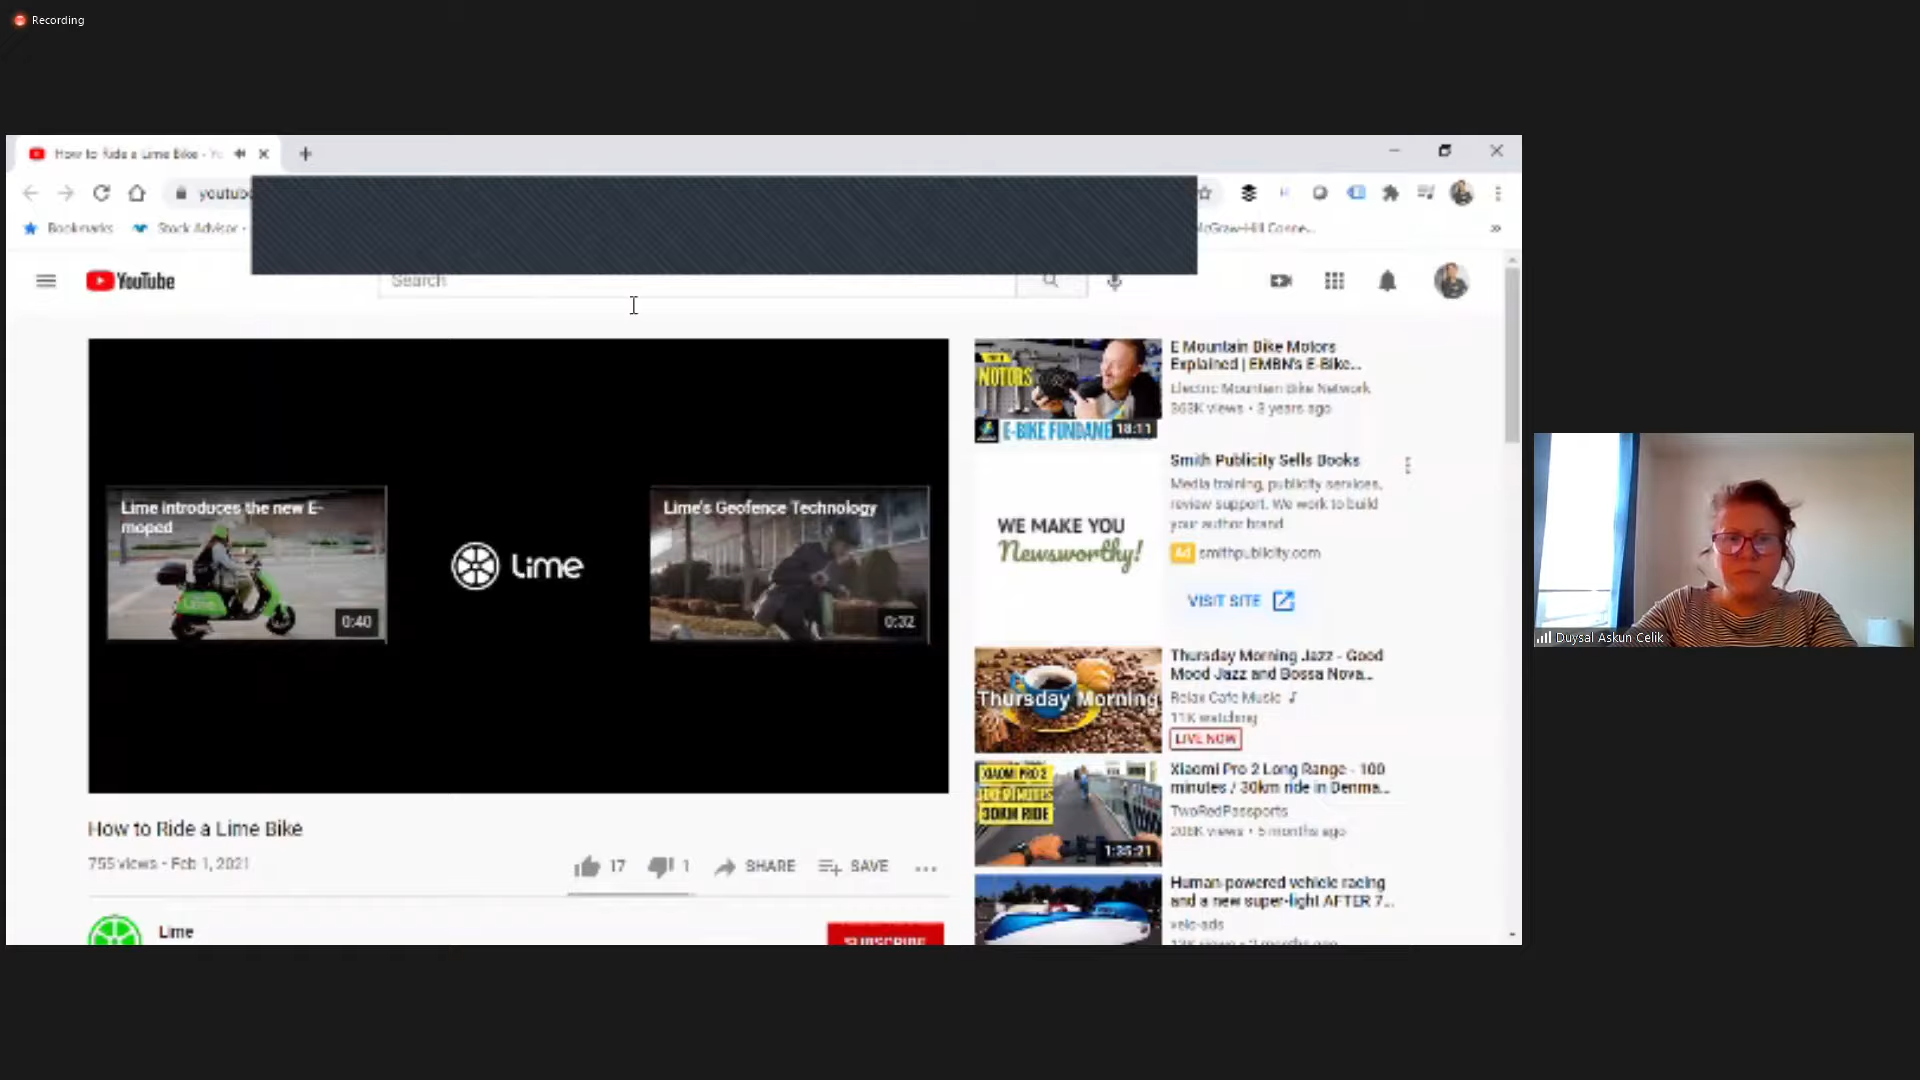 Recording
How to Ride a Lime Bike - Yo
youtube
Bookmarks
Stock Advisor -
McGraw-Hill Conne...
YouTube
Search
Lime introduces the new E-
moped
0:40
Lime
Lime's Geofence Technology
0:32
How to Ride a Lime Bike
755 views • Feb 1, 2021
17
1
SHARE
SAVE
Lime
SUBSCRIBE
NOTORS
E-BIKE FUNDAME
18:11
E Mountain Bike Motors
Explained | EMBN's E-Bike...
Electric Mountain Bike Network
363K views • 3 years ago
WE MAKE YOU
Newsworthy!
Smith Publicity Sells Books
Media training, publicity services,
review support. We work to build
your author brand
Ad smithpublicity.com
VISIT SITE
Thursday Morning
Thursday Morning Jazz - Good
Mood Jazz and Bossa Nova...
Relax Cafe Music ♪
11K watching
LIVE NOW
XIAOMI PRO 2
100 MINUTES
30KM RIDE
1:35:21
Xiaomi Pro 2 Long Range - 100
minutes / 30km ride in Denma...
TwoRedPassports
206K views • 5 months ago
Human-powered vehicle racing
and a new super-light AFTER 7...
velo-ads
Duysal Askun Celik